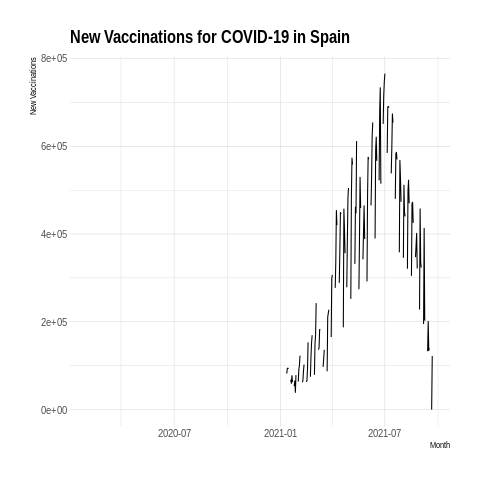 New Vaccinations for COVID-19 in Spain
New Vaccinations
8e+05
6e+05
4e+05
2e+05
0e+00
2020-07
2021-01
2021-07
Month